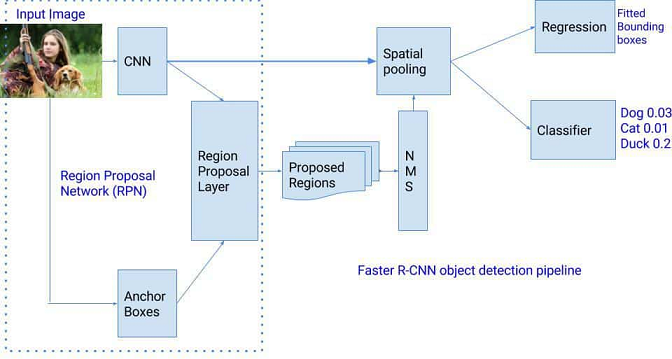 Input Image
CNN
Spatial
pooling
Regression
Fitted
Bounding
boxes
Classifier
Dog 0.03
Cat 0.01
Duck 0.2
Region
Proposal
Layer
Proposed
Regions
N
M
S
Region Proposal
Network (RPN)
Anchor
Boxes
Faster R-CNN object detection pipeline